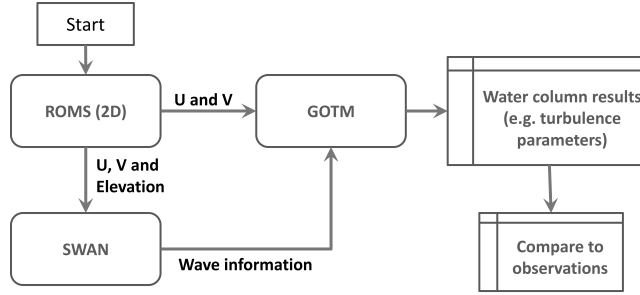 Start
ROMS (2D)
U and V
GOTM
Water column results
(e.g. turbulence
parameters)
U, V and
Elevation
SWAN
Wave information
Compare to
observations